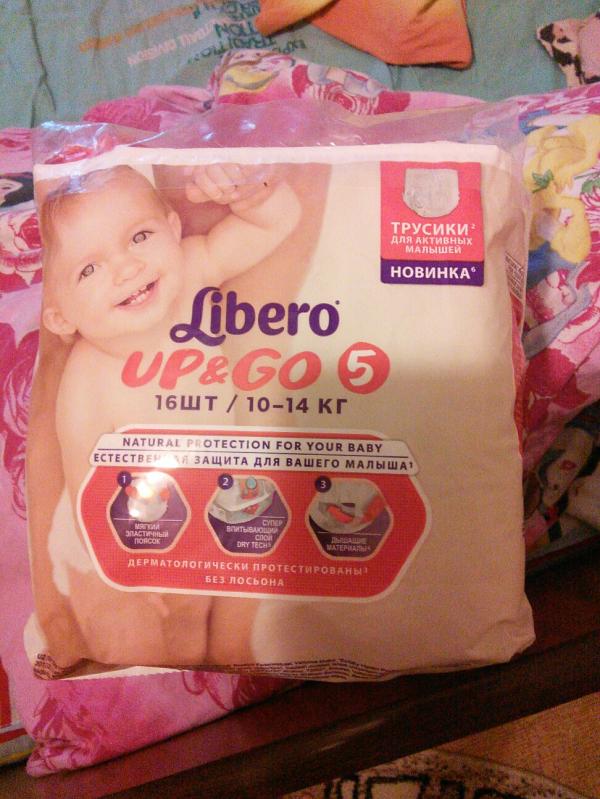 TRADITION
ТРУСИКИ²
ДЛЯ АКТИВНЫХ
МАЛЫШЕЙ
НОВИНКА⁶
Libero
UP&GO 5
16ШТ / 10–14 КГ
NATURAL PROTECTION FOR YOUR BABY
ЕСТЕСТВЕННАЯ ЗАЩИТА ДЛЯ ВАШЕГО МАЛЫША¹
1
МЯГКИЙ
ЭЛАСТИЧНЫЙ
ПОЯСОК
2
СУПЕР
ВПИТЫВАЮЩИЙ
СЛОЙ
DRY TECH
3
ДЫШАЩИЕ
МАТЕРИАЛЫ⁴
ДЕРМАТОЛОГИЧЕСКИ ПРОТЕСТИРОВАНЫ³
БЕЗ ЛОСЬОНА